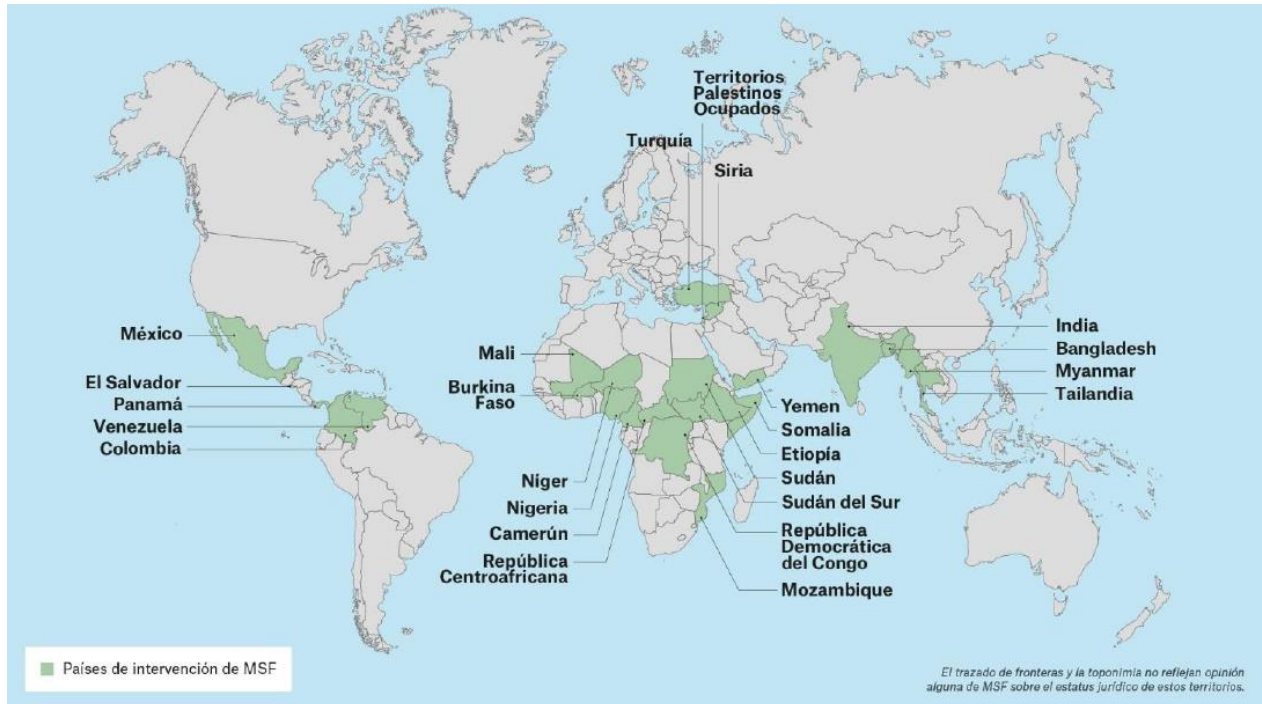 Territorios
Palestinos
Ocupados
Turquía
Siria
México
El Salvador
Panamá
Venezuela
Colombia
Mali
Burkina
Faso
Níger
Nigeria
Camerún
República
Centroafricana
Yemen
Somalia
Etiopía
Sudán
Sudán del Sur
República
Democrática
del Congo
Mozambique
India
Bangladesh
Myanmar
Tailandia
Países de intervención de MSF
El trazado de fronteras y la toponimia no reflejan opinión
alguna de MSF sobre el estatus jurídico de estos territorios.